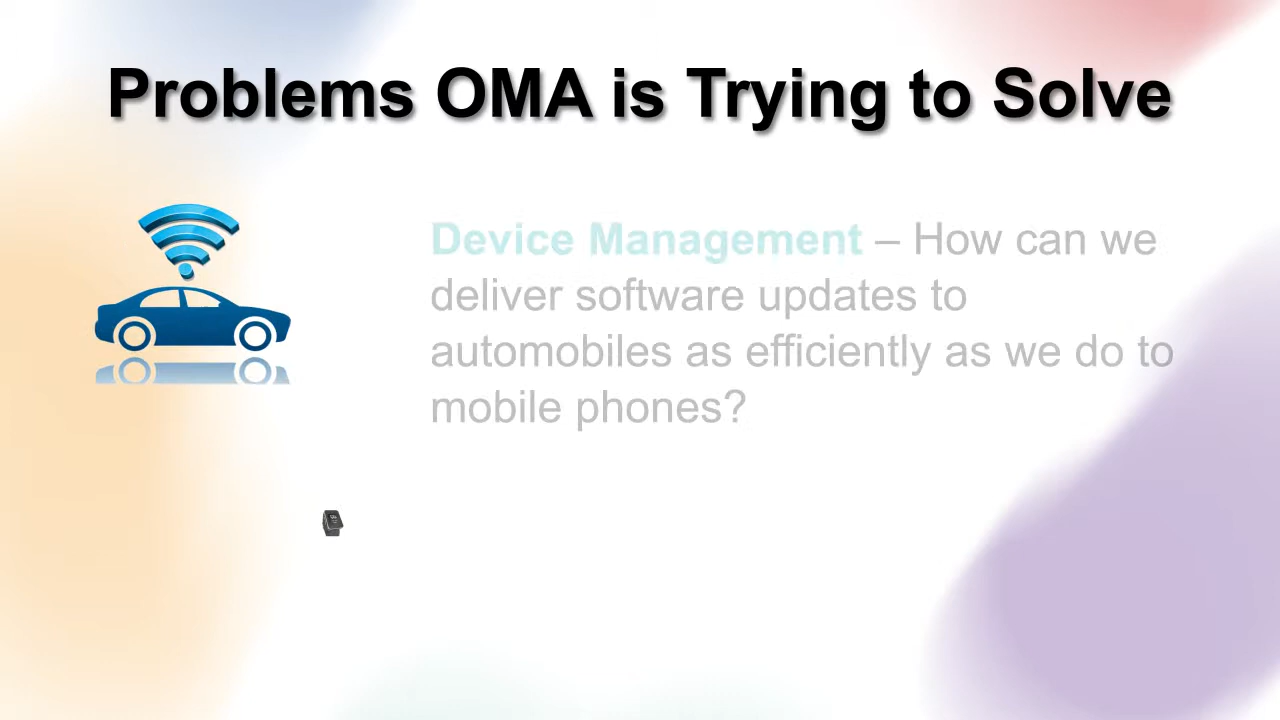 Problems OMA is Trying to Solve
Device Management – How can we
deliver software updates to
automobiles as efficiently as we do to
mobile phones?